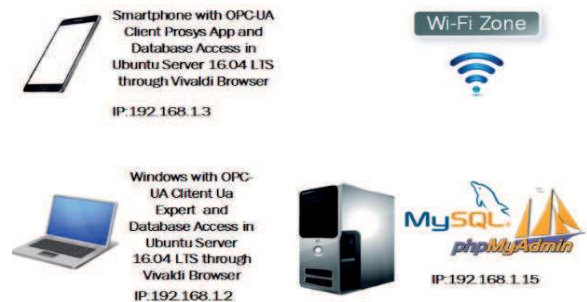 Smartphone with OPC-UA
Client Prosys App and
Database Access in
Ubuntu Server 16.04 LTS
through Vivaldi Browser
IP:192.168.1.3
Wi-Fi Zone
Windows with OPC-
UA Clitent Ua
Expert and
Database Access in
Ubuntu Server
16.04 LTS through
Vivaldi Browser
IP:192.168.1.2
MySQL.
phpMyAdmin
IP:192.168.1.15